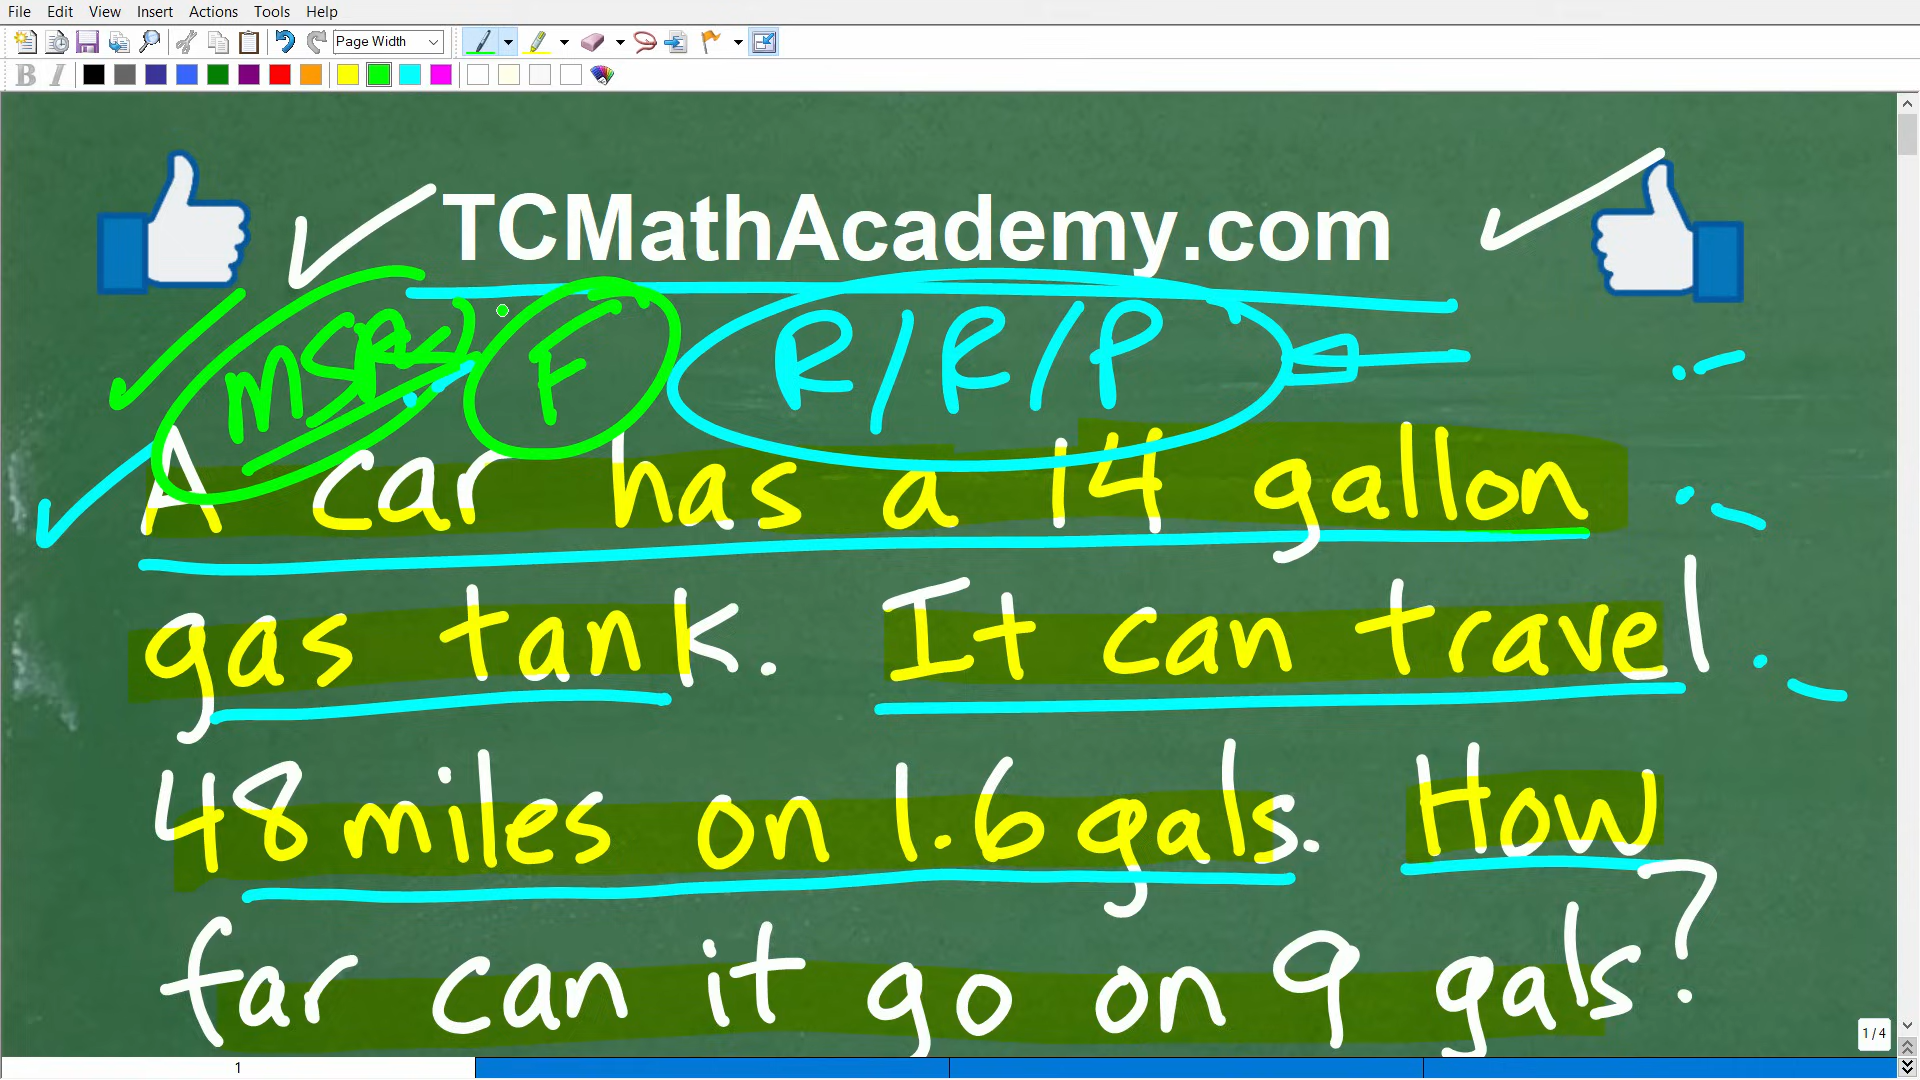 File Edit View Insert Actions Tools Help
Page Width
B I
TCMathAcademy.com
F R/R/P
A car has a 14 gallon
gas tank. It can travel
48 miles on 1.6 gals. How
far can it go on 9 gals?
1 / 4
1